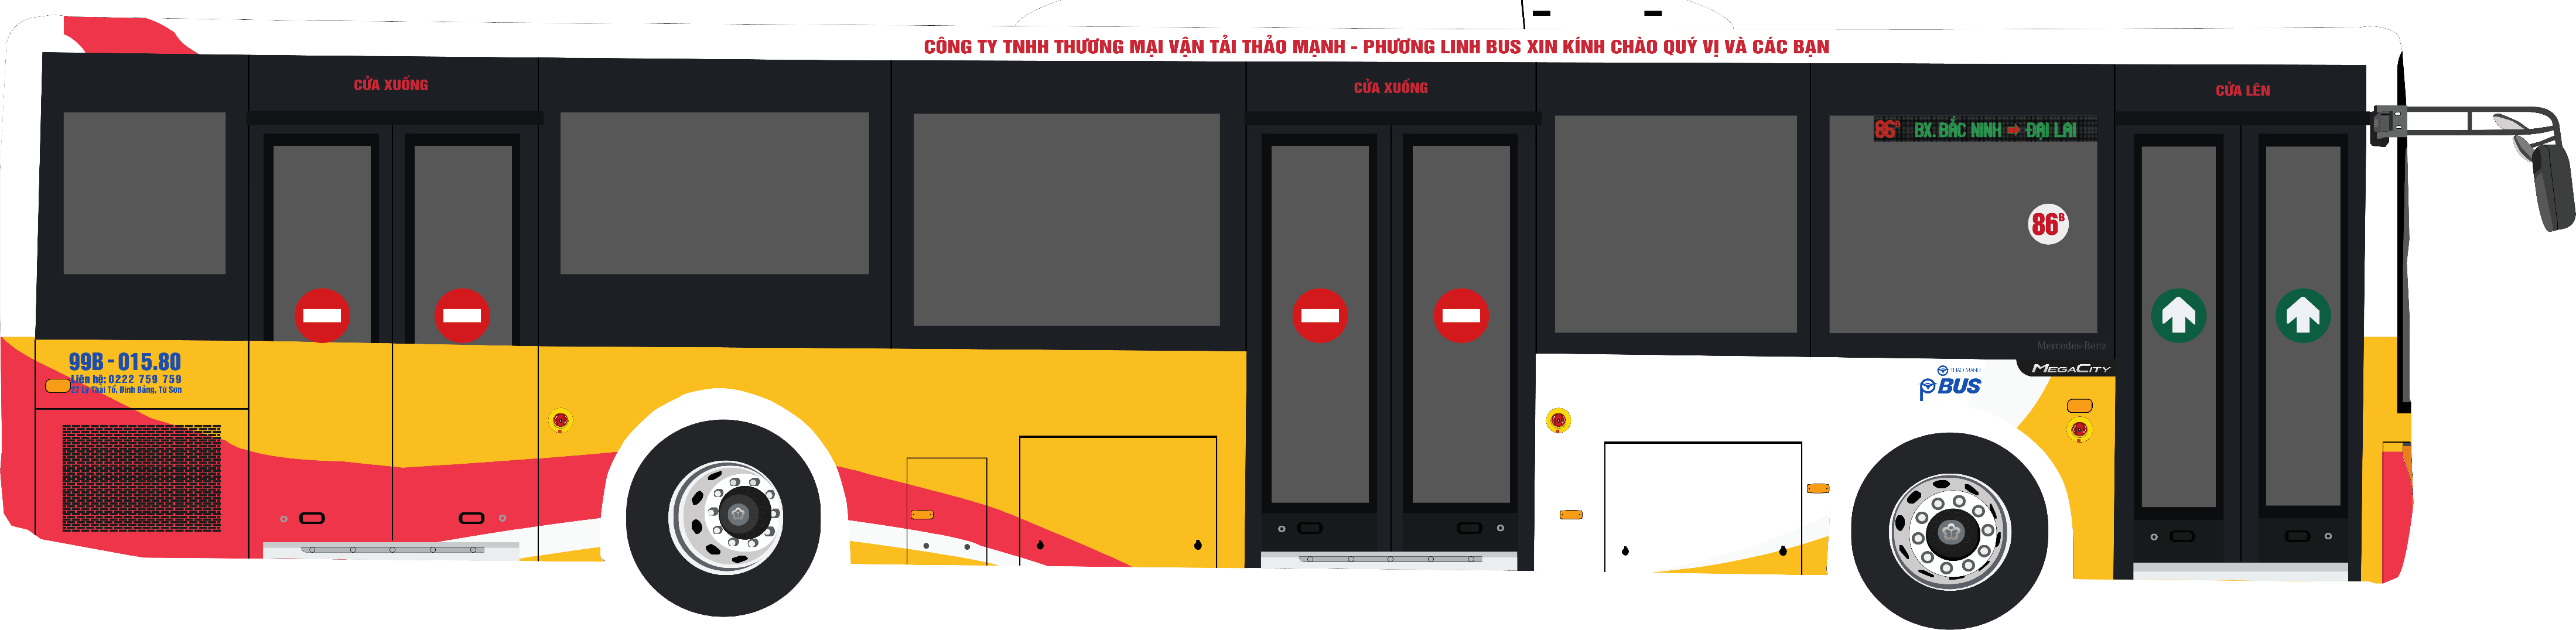 CÔNG TY TNHH THƯƠNG MẠI VẬN TẢI THẢO MẠNH - PHƯƠNG LINH BUS XIN KÍNH CHÀO QUÝ VỊ VÀ CÁC BẠN
CỬA XUỐNG
CỬA XUỐNG
CỬA LÊN
86B BX. BẮC NINH ➡ ĐẠI LAI
86B
Mercedes-Benz
MEGACITY
THẢO MẠNH
BUS
99B - 015.80
Liên hệ: 0222 759 759
27 Lý Thái Tổ, Đình Bảng, Từ Sơn